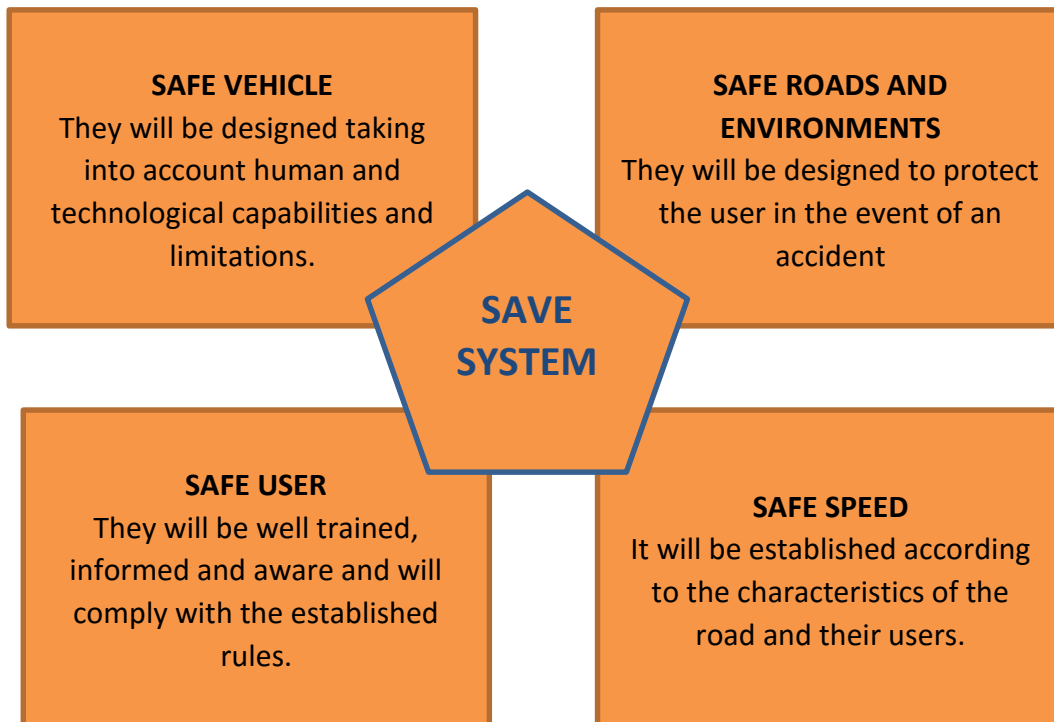 SAFE VEHICLE
They will be designed taking
into account human and
technological capabilities and
limitations.
SAFE ROADS AND
ENVIRONMENTS
They will be designed to protect
the user in the event of an
accident
SAVE
SYSTEM
SAFE USER
They will be well trained,
informed and aware and will
comply with the established
rules.
SAFE SPEED
It will be established according
to the characteristics of the
road and their users.